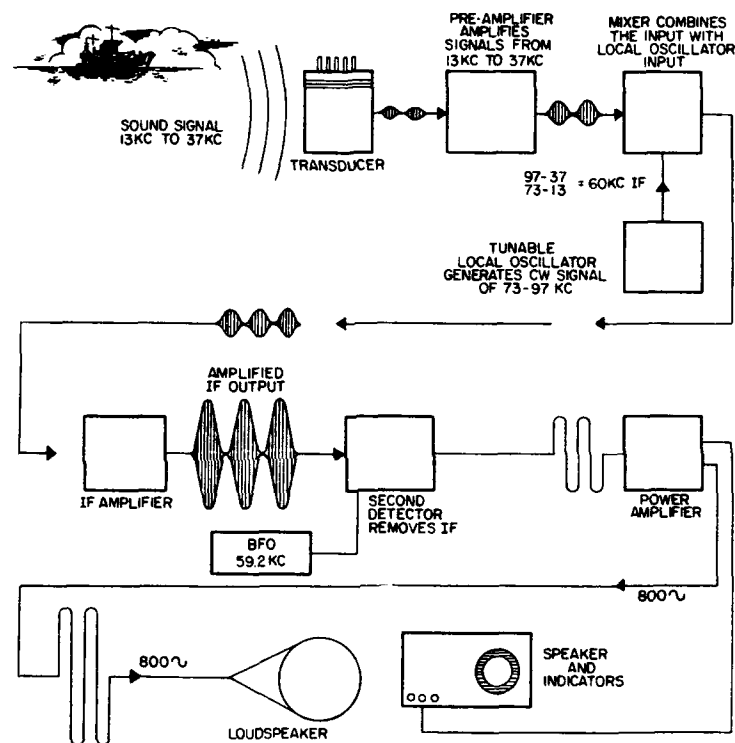 PRE-AMPLIFIER
AMPLIFIES
SIGNALS FROM
13KC TO 37KC
MIXER COMBINES
THE INPUT WITH
LOCAL OSCILLATOR
INPUT
SOUND SIGNAL
13KC TO 37KC
TRANSDUCER
97-37
73-13 = 60KC IF
TUNABLE
LOCAL OSCILLATOR
GENERATES CW SIGNAL
OF 73-97 KC
AMPLIFIED
IF OUTPUT
IF AMPLIFIER
SECOND
DETECTOR
REMOVES IF
POWER
AMPLIFIER
BFO
59.2 KC
800~
800~
LOUDSPEAKER
SPEAKER
AND
INDICATORS